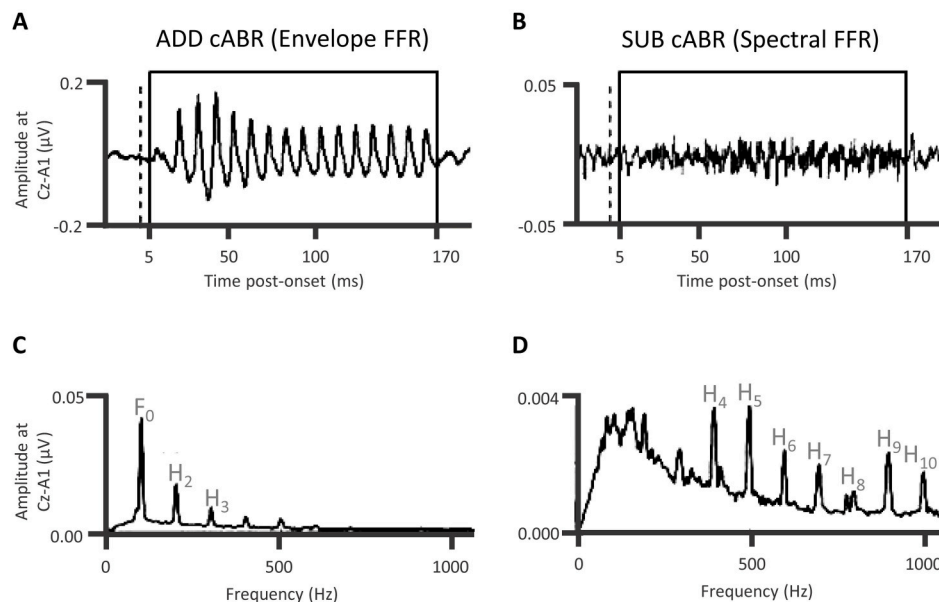 A
ADD cABR (Envelope FFR)
0.2
Amplitude at
Cz-A1 (µV)
-0.2
5
50
100
170
Time post-onset (ms)
B
SUB cABR (Spectral FFR)
0.05
-0.05
5
50
100
170
Time post-onset (ms)
C
0.05
Amplitude at
Cz-A1 (µV)
0.00
F0
H2
H3
0
500
1000
Frequency (Hz)
D
0.004
0.000
H4
H5
H6
H7
H8
H9
H10
0
500
1000
Frequency (Hz)